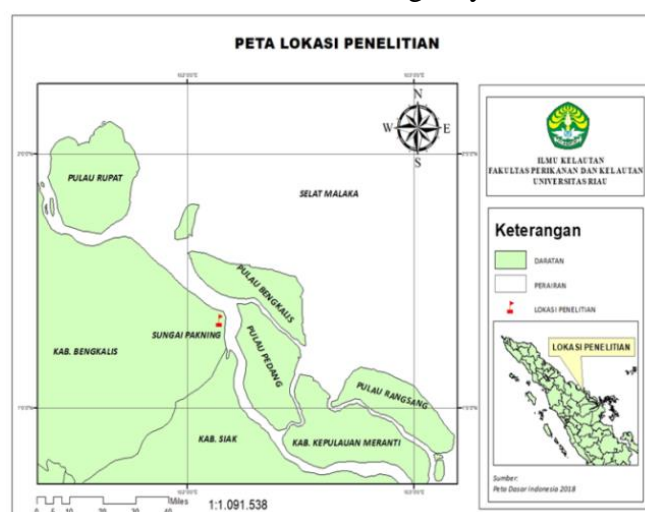 PETA LOKASI PENELITIAN
N
W E
S
PULAU RUPAT
SELAT MALAKA
PULAU BENGKALIS
SUNGAI PAKNING
KAB. BENGKALIS
PULAU PEDANG
PULAU RANGSANG
KAB. SIAK
KAB. KEPULAUAN MERANTI
Miles
1:1.091.538
ILMU KELAUTAN
FAKULTAS PERIKANAN DAN KELAUTAN
UNIVERSITAS RIAU
Keterangan
DARATAN
PERAIRAN
LOKASI PENELITIAN
LOKASI PENELITIAN
Sumber:
Peta Dasar Indonesia 2018